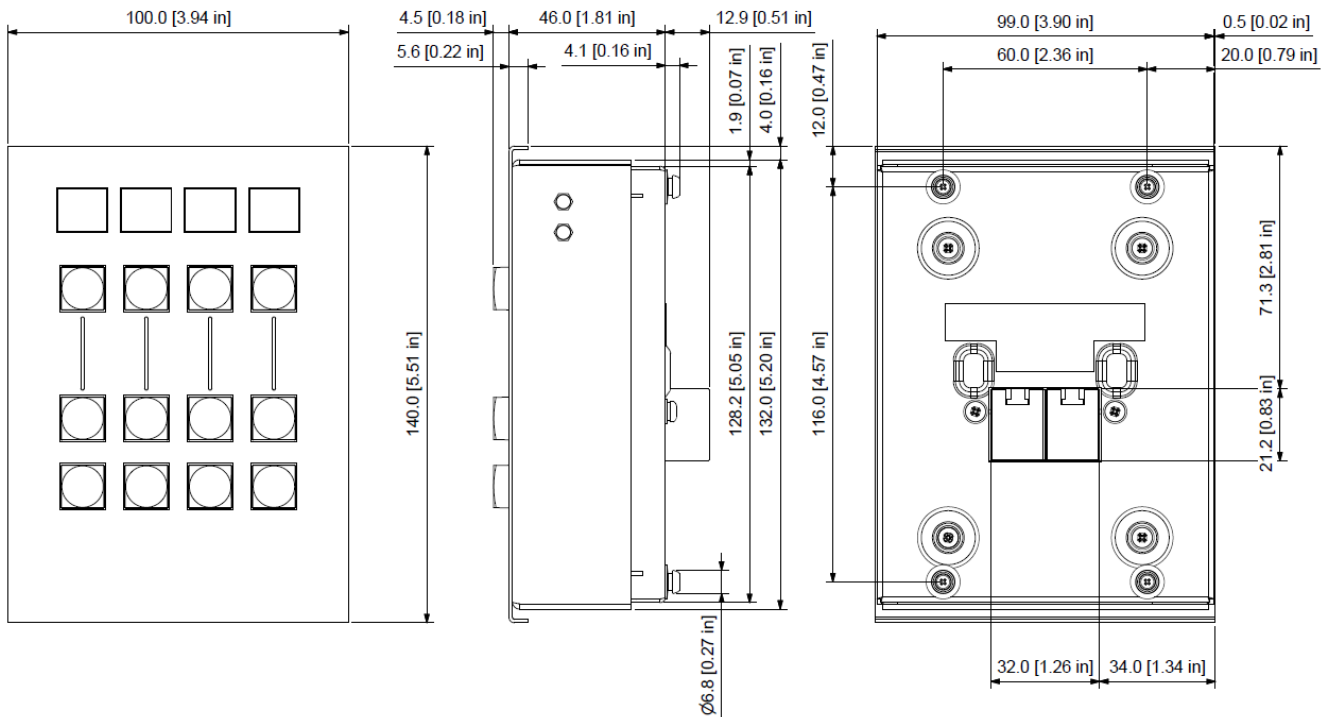 100.0 [3.94 in]
4.5 [0.18 in]
46.0 [1.81 in]
12.9 [0.51 in]
99.0 [3.90 in]
0.5 [0.02 in]
5.6 [0.22 in]
4.1 [0.16 in]
60.0 [2.36 in]
20.0 [0.79 in]
1.9 [0.07 in]
4.0 [0.16 in]
12.0 [0.47 in]
71.3 [2.81 in]
140.0 [5.51 in]
128.2 [5.05 in]
132.0 [5.20 in]
116.0 [4.57 in]
21.2 [0.83 in]
Ø6.8 [0.27 in]
32.0 [1.26 in]
34.0 [1.34 in]